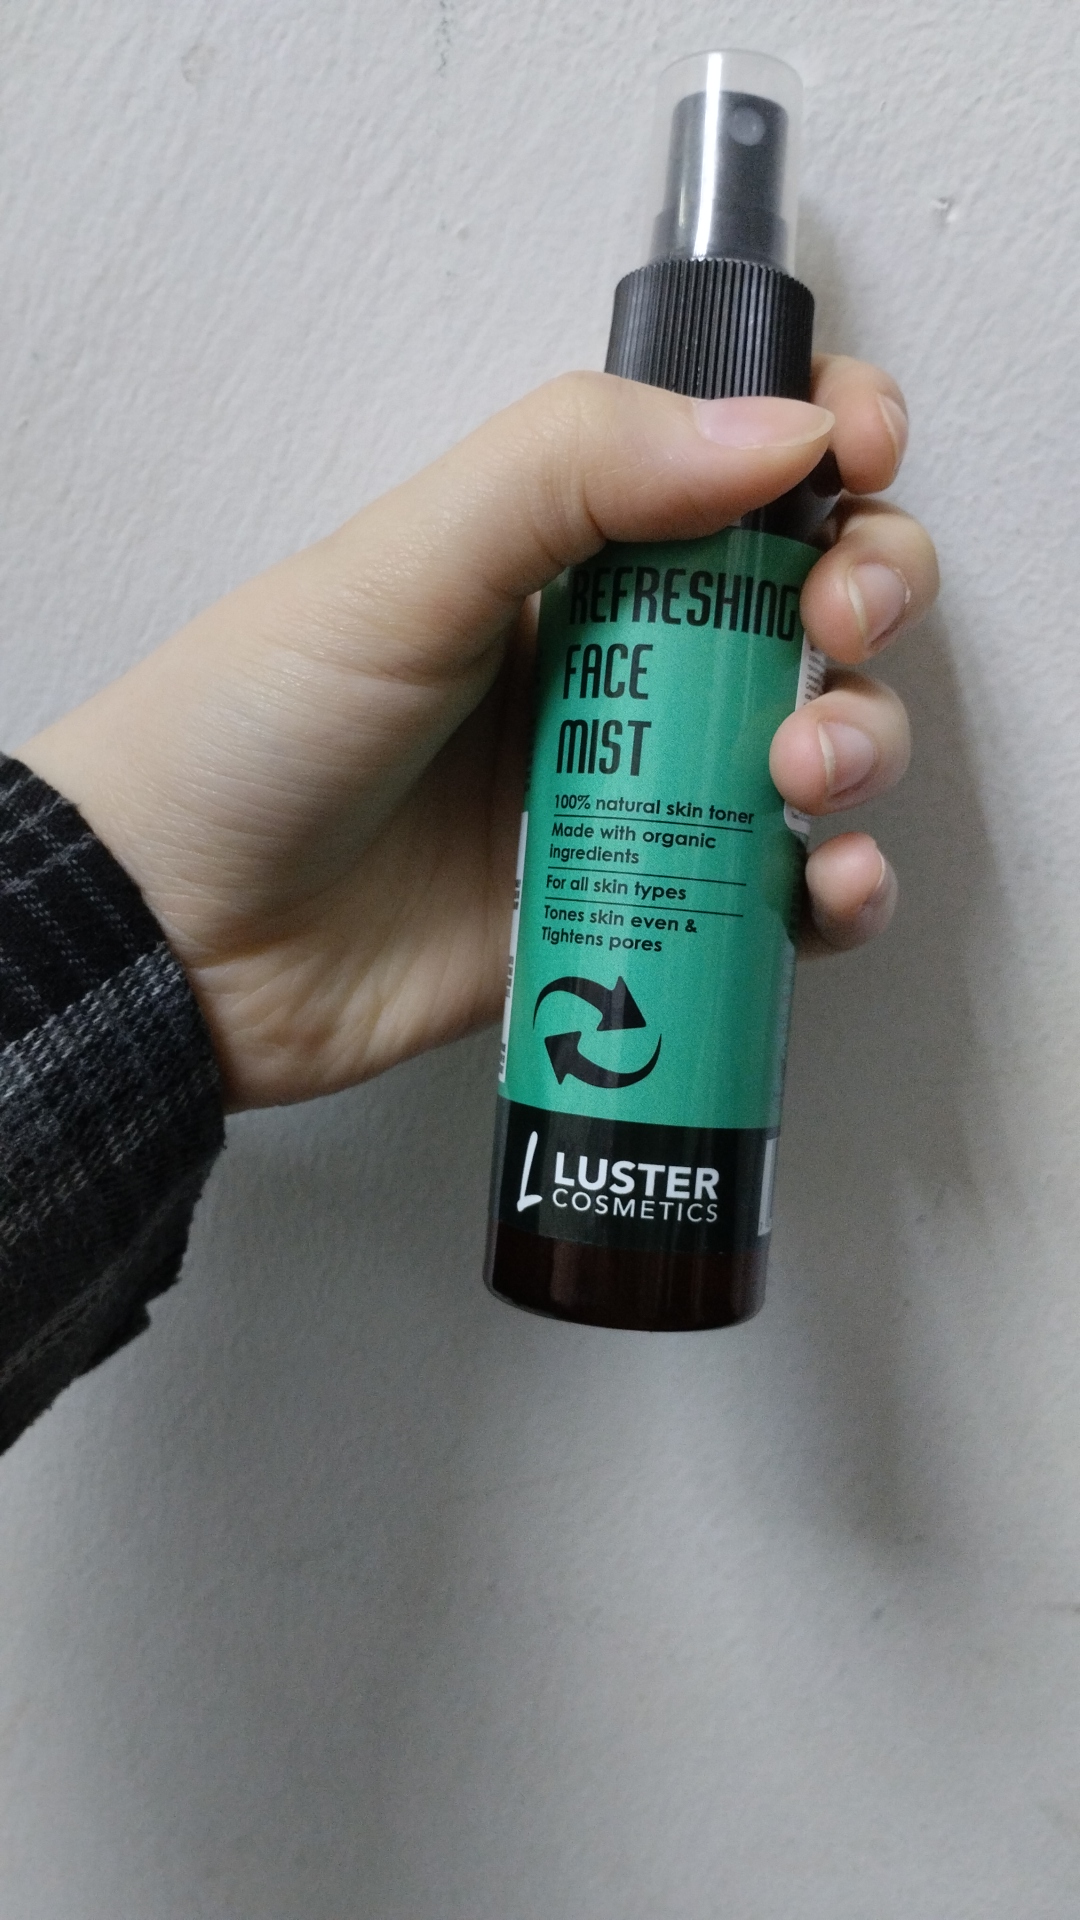 REFRESHING
FACE
MIST
100% natural skin toner
Made with organic
ingredients
For all skin types
Tones skin even &
Tightens pores
L LUSTER
COSMETICS